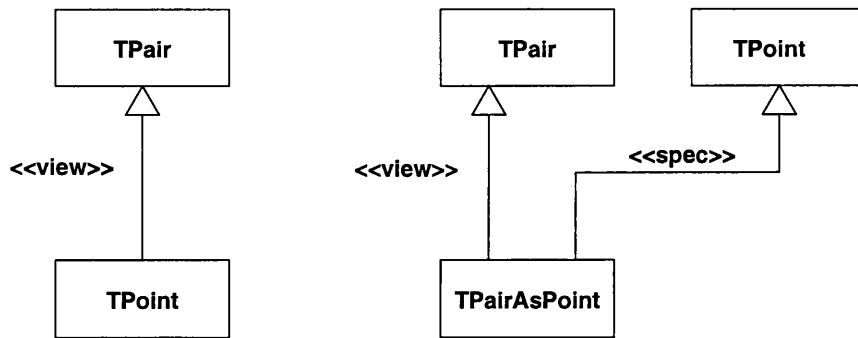 TPair
TPair
TPoint
<<view>>
<<view>>
<<spec>>
TPoint
TPairAsPoint